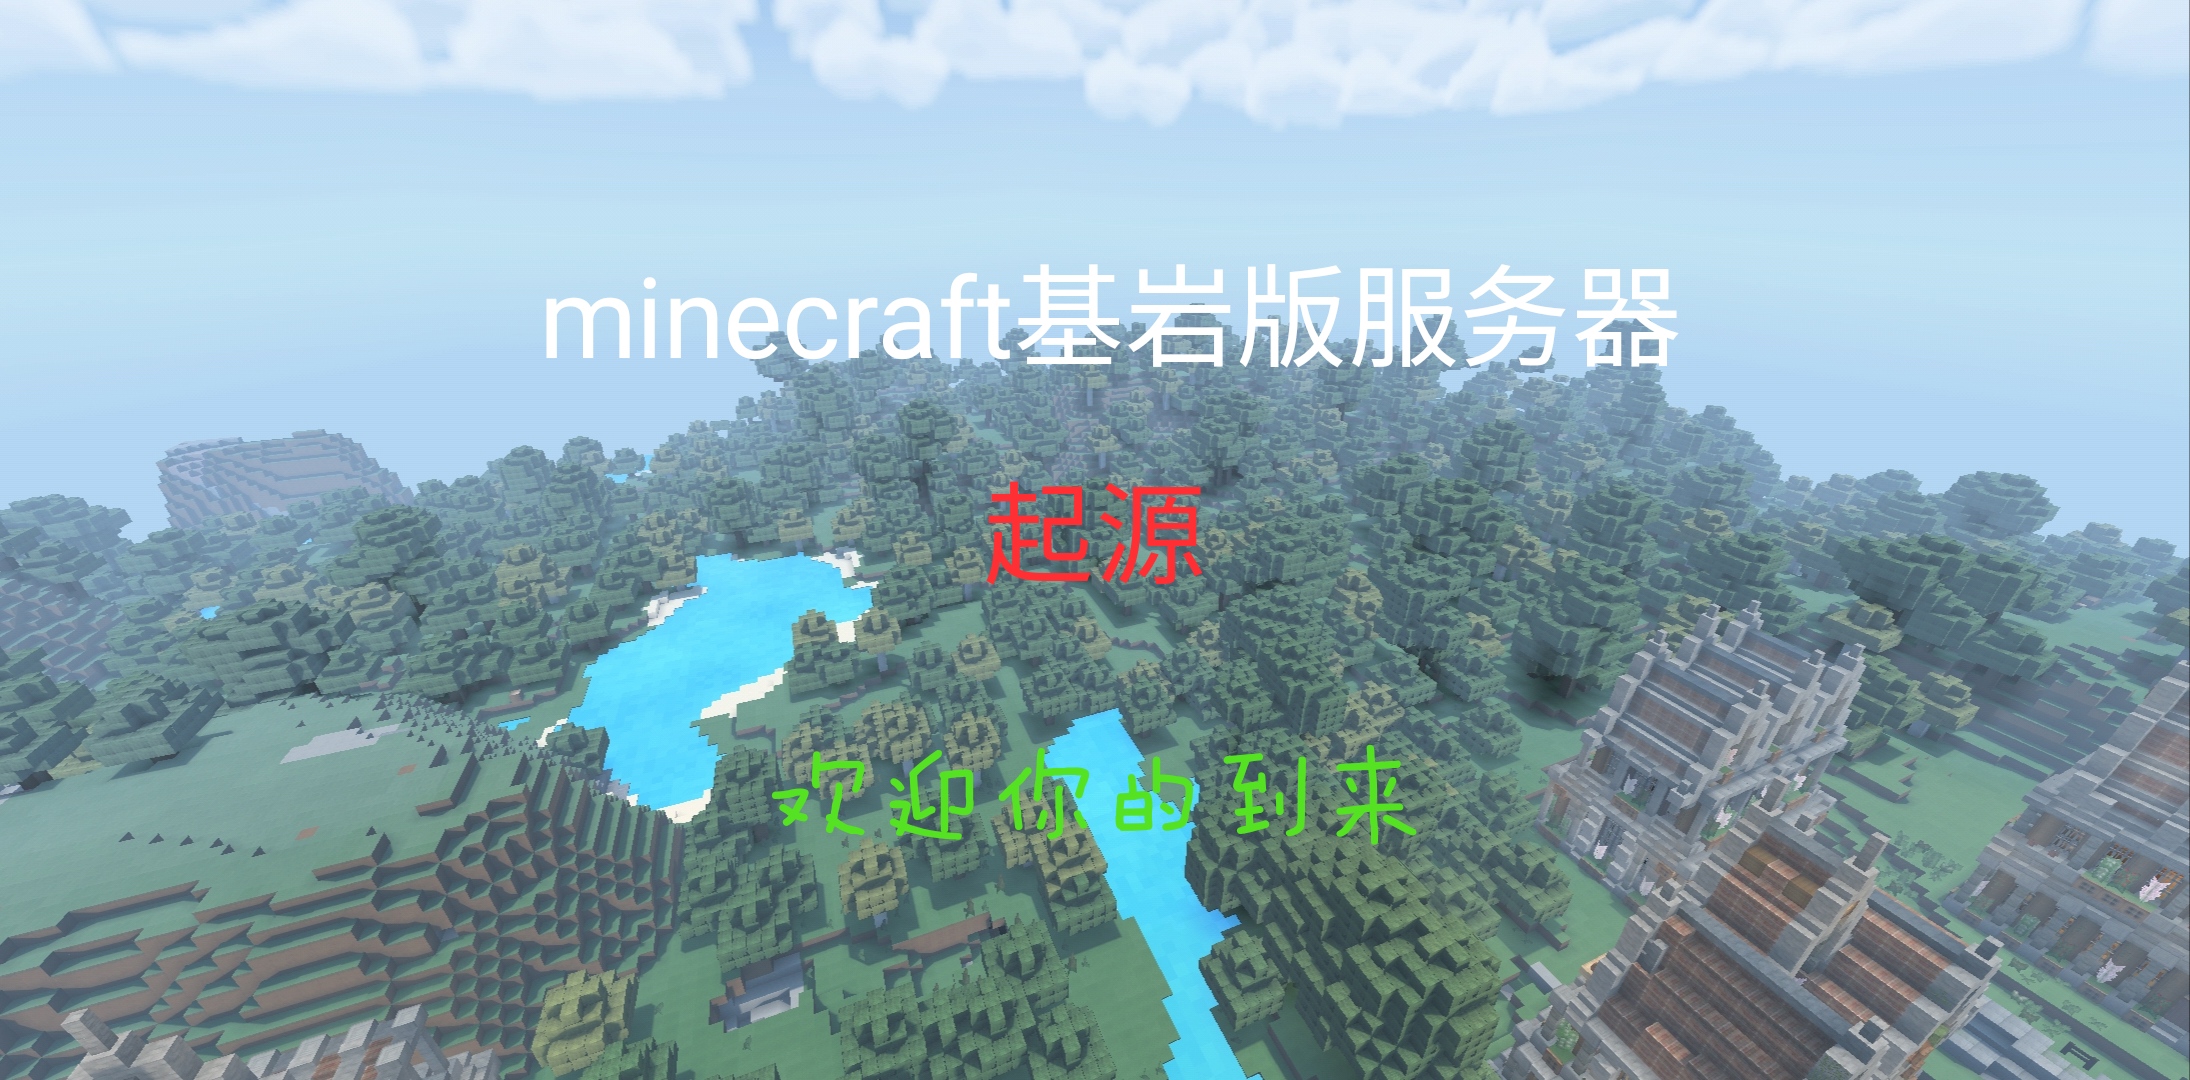 minecraft基岩版服务器
起源
欢迎你的到来